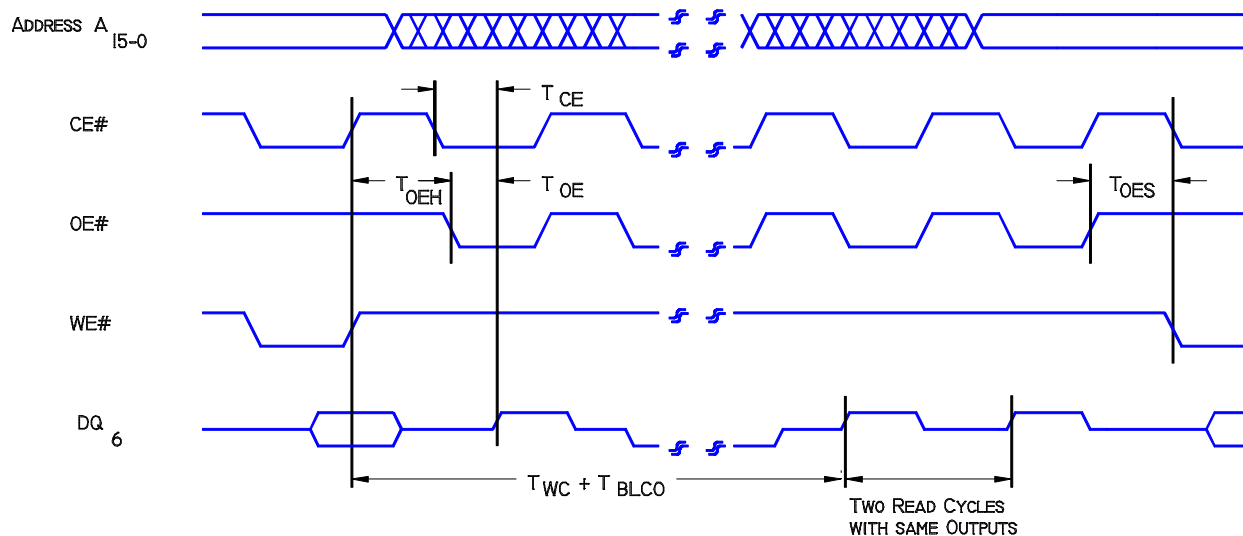 ADDRESS A 15-0
T CE
CE#
T OEH
T OE
T OES
OE#
WE#
DQ 6
T WC + T BLCO
TWO READ CYCLES
WITH SAME OUTPUTS